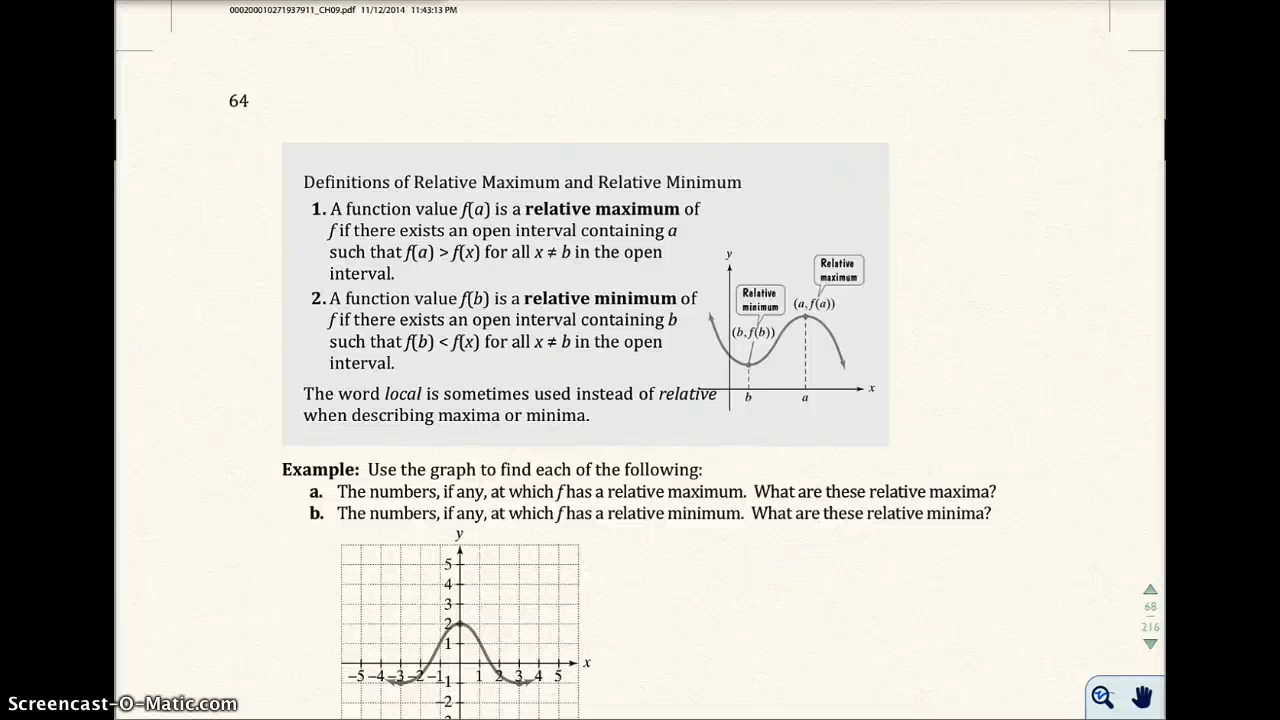 000200010271937911_CH09.pdf 11/12/2014 11:43:13 PM
64
Definitions of Relative Maximum and Relative Minimum
1. A function value f(a) is a relative maximum of
f if there exists an open interval containing a
such that f(a) > f(x) for all x ≠ b in the open
interval.
2. A function value f(b) is a relative minimum of
f if there exists an open interval containing b
such that f(b) < f(x) for all x ≠ b in the open
interval.
The word local is sometimes used instead of relative
when describing maxima or minima.
y
Relative
maximum
(a, f(a))
Relative
minimum
(b, f(b))
b
a
x
Example: Use the graph to find each of the following:
a. The numbers, if any, at which f has a relative maximum. What are these relative maxima?
b. The numbers, if any, at which f has a relative minimum. What are these relative minima?
y
5
4
3
2
1
-5 -4 -3 -2 -1 1 2 3 4 5 x
-1
-2
68
216
Screencast-O-Matic.com